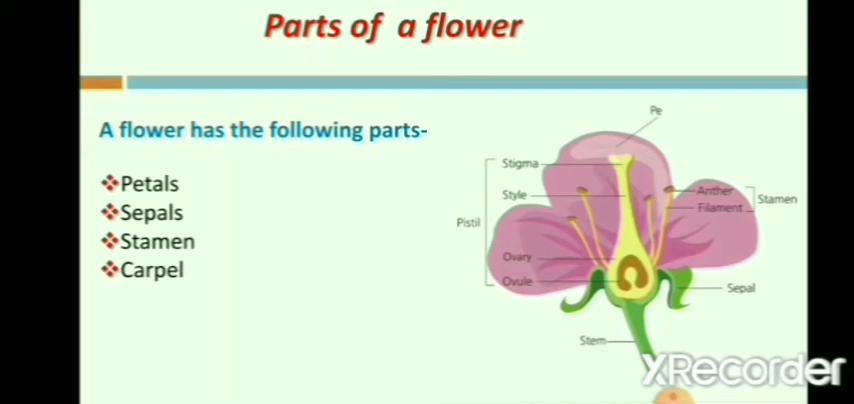 Parts of a flower
A flower has the following parts-
Petals
Sepals
Stamen
Carpel
Pe
Stigma
Style
Pistil
Ovary
Ovule
Anther
Filament
Stamen
Sepal
Stem
XRecorder